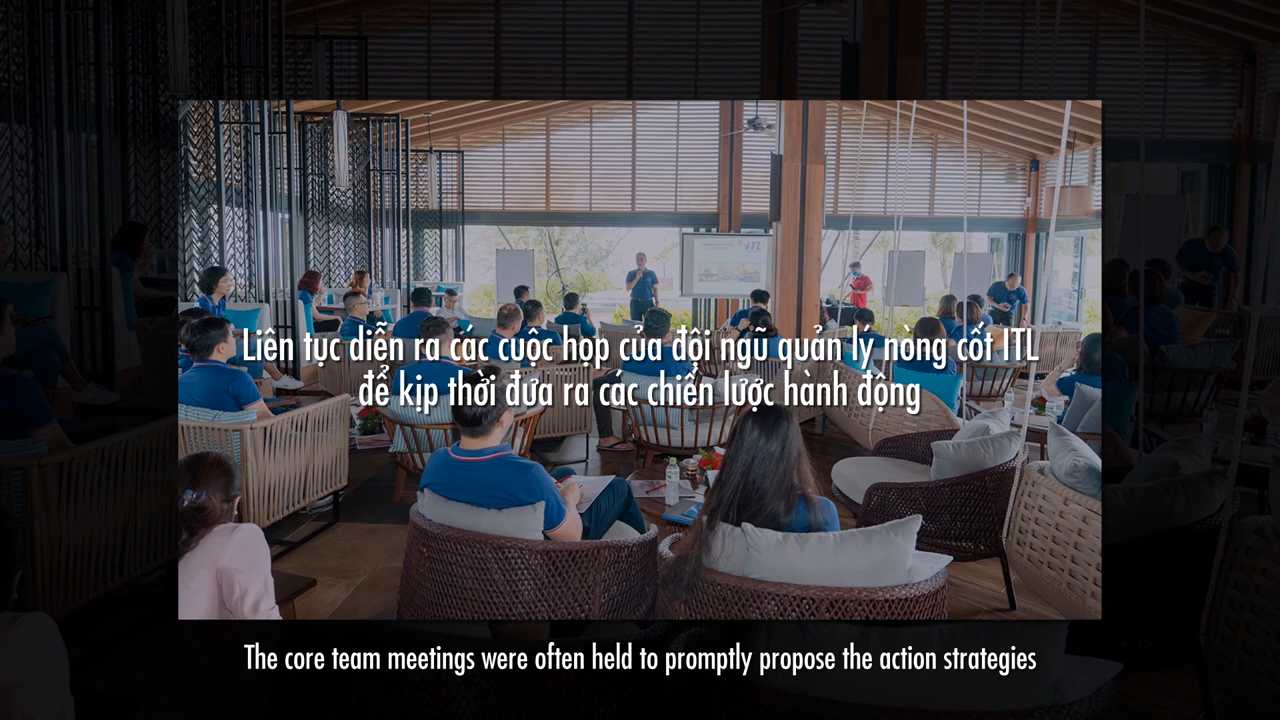 ITL
Liên tục diễn ra các cuộc họp của đội ngũ quản lý nòng cốt ITL
để kịp thời đưa ra các chiến lược hành động
The core team meetings were often held to promptly propose the action strategies